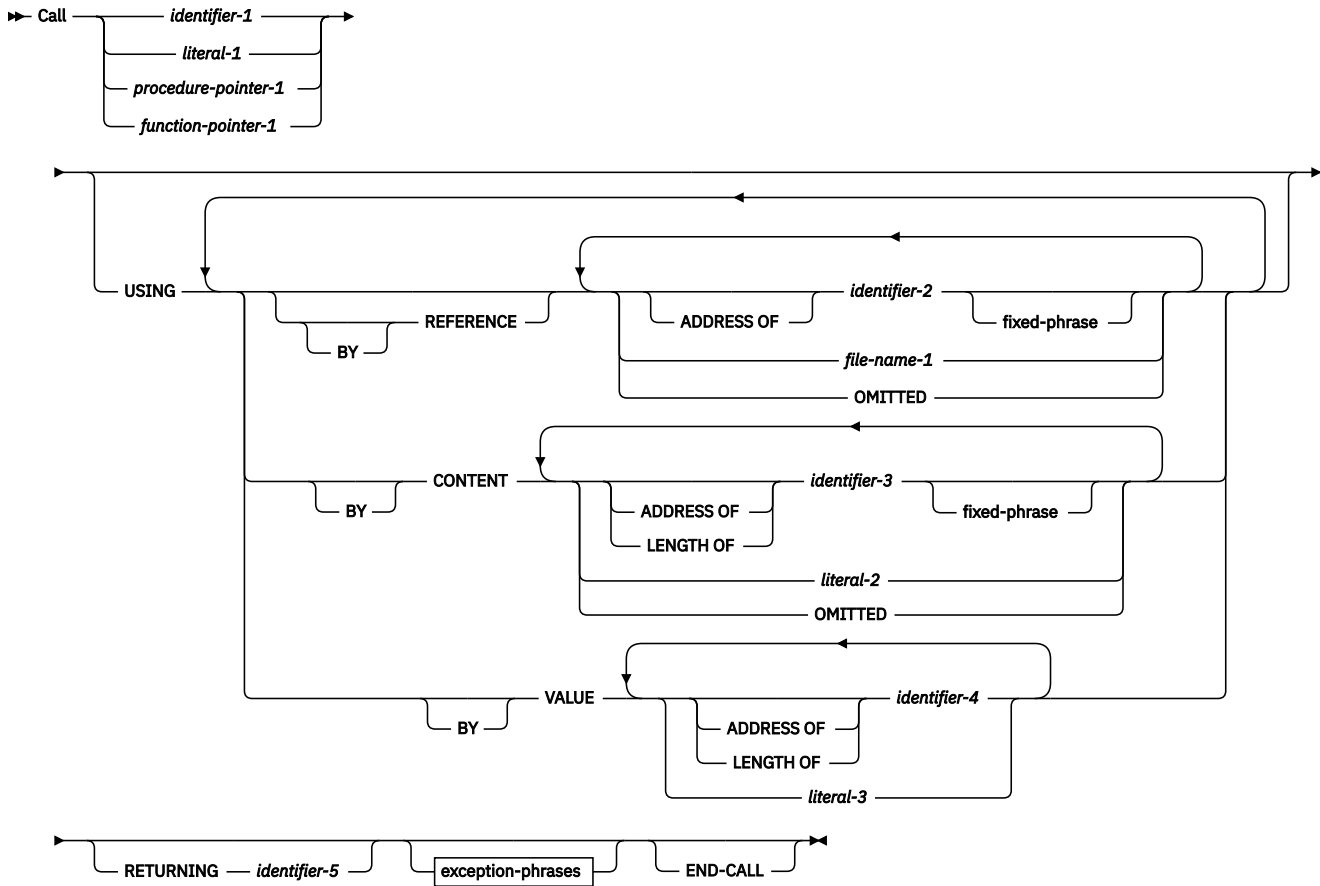 Call identifier-1
literal-1
procedure-pointer-1
function-pointer-1
USING REFERENCE ADDRESS OF identifier-2 fixed-phrase
BY
file-name-1
OMITTED
CONTENT identifier-3
BY ADDRESS OF fixed-phrase
LENGTH OF
literal-2
OMITTED
VALUE identifier-4
BY ADDRESS OF
LENGTH OF
literal-3
RETURNING identifier-5 exception-phrases END-CALL